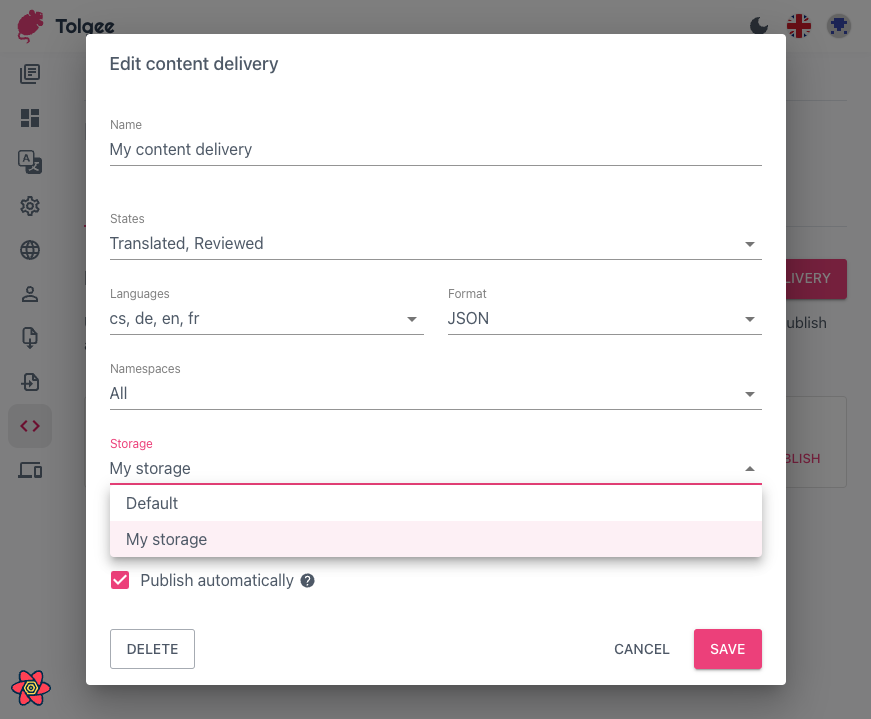 Tolgee
Edit content delivery
Name
My content delivery
States
Translated, Reviewed
Languages
Format
cs, de, en, fr
JSON
LIVERY
ublish
Namespaces
All
Storage
My storage
BLISH
Default
My storage
Publish automatically
DELETE
CANCEL
SAVE